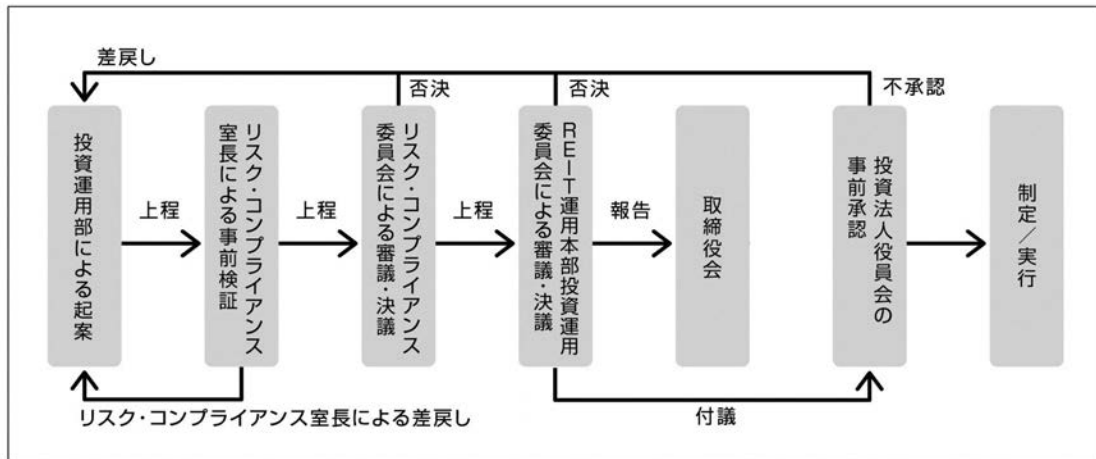 差戻し
否決
否決
不承認
投資運用部による起案
上程
リスク・コンプライアンス
室長による事前検証
上程
リスク・コンプライアンス
委員会による審議・決議
上程
REIT運用本部投資運用
委員会による審議・決議
報告
取締役会
投資法人役員会の
事前承認
制定／実行
リスク・コンプライアンス室長による差戻し
付議